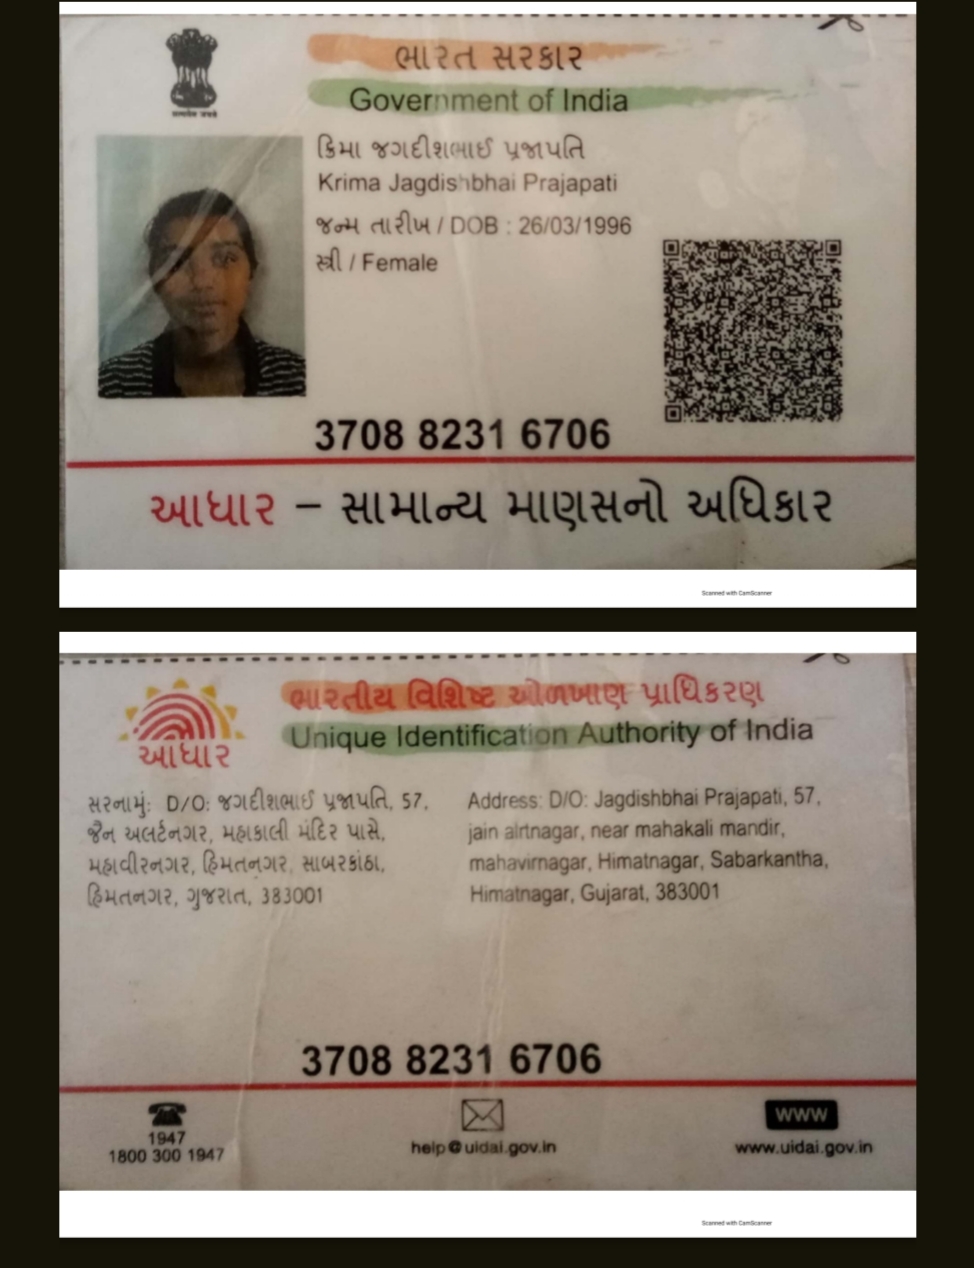 ભારત સરકાર
Government of India
સત્યમેવ જયતે
ક્રિમા જગદીશભાઈ પ્રજાપતિ
Krima Jagdishbhai Prajapati
જન્મ તારીખ / DOB : 26/03/1996
સ્ત્રી / Female
3708 8231 6706
આધાર – સામાન્ય માણસનો અધિકાર
Scanned with CamScanner
ભારતીય વિશિષ્ટ ઓળખાણ પ્રાધિકરણ
Unique Identification Authority of India
આધાર
સરનામું: D/O: જગદીશભાઈ પ્રજાપતિ, 57,
જૈન અલર્ટનગર, મહાકાલી મંદિર પાસે,
મહાવીરનગર, હિમતનગર, સાબરકાંઠા,
હિમતનગર, ગુજરાત, 383001
Address: D/O: Jagdishbhai Prajapati, 57,
jain alrtnagar, near mahakali mandir,
mahavirnagar, Himatnagar, Sabarkantha,
Himatnagar, Gujarat, 383001
3708 8231 6706
1947
1800 300 1947
help@uidai.gov.in
www
www.uidai.gov.in
Scanned with CamScanner